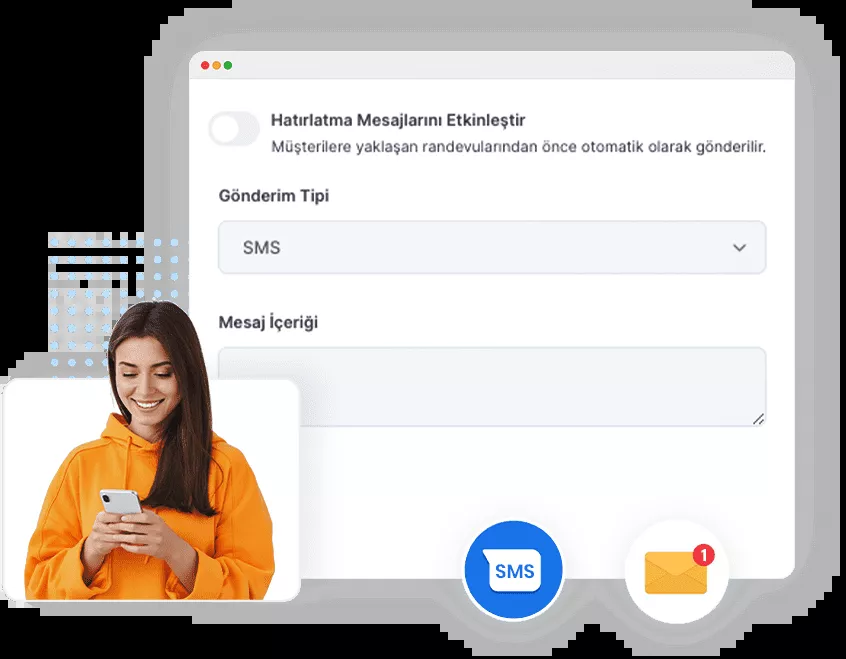 Hatırlatma Mesajlarını Etkinleştir
Müşterilere yaklaşan randevularından önce otomatik olarak gönderilir.
Gönderim Tipi
SMS
Mesaj İçeriği
SMS
1